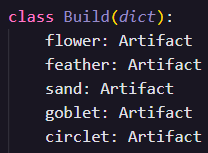 class Build(dict):
    flower: Artifact
    feather: Artifact
    sand: Artifact
    goblet: Artifact
    circlet: Artifact